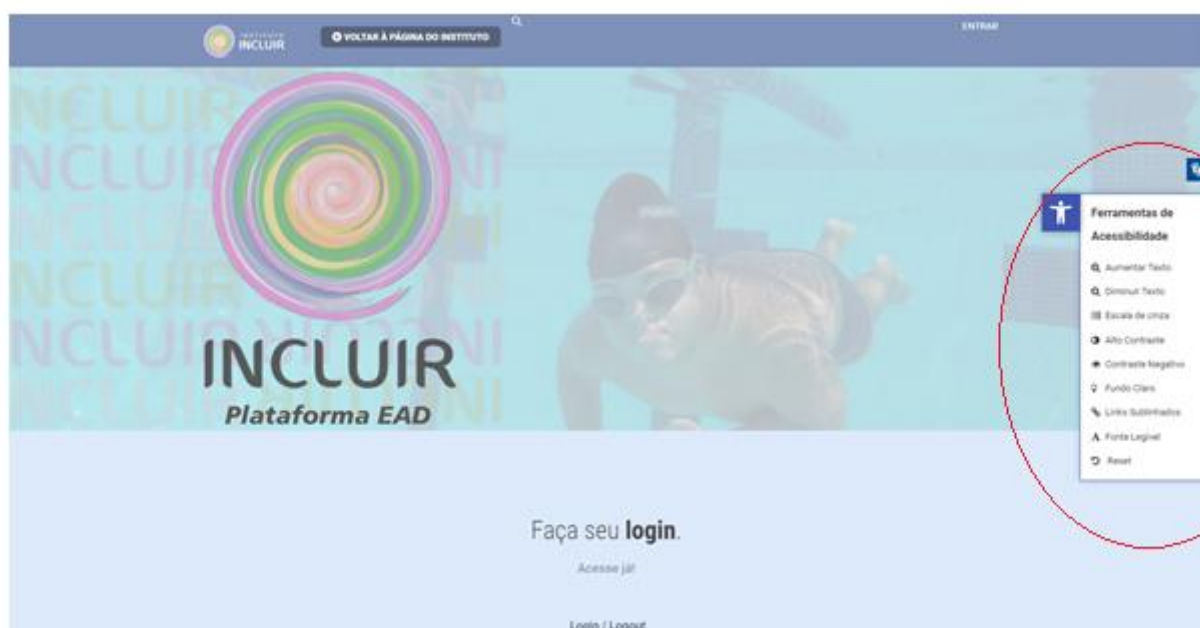 INSTITUTO
INCLUIR
VOLTAR À PÁGINA DO INSTITUTO
ENTRAR
INCLUIR
Plataforma EAD
Ferramentas de
Acessibilidade
Aumentar Texto
Diminuir Texto
Escala de cinza
Alto Contraste
Contraste Negativo
Fundo Claro
Links Sublinhados
Fonte Legível
Reset
Faça seu login.
Acesse já!
Login / Logout